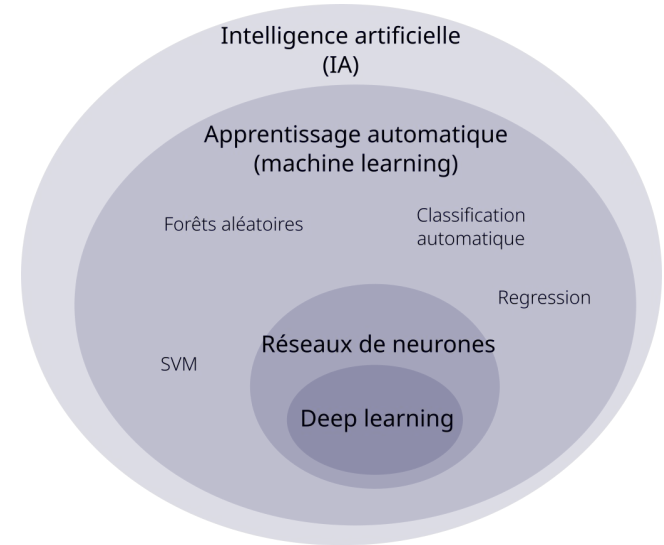 Intelligence artificielle
(IA)
Apprentissage automatique
(machine learning)
Forêts aléatoires
Classification
automatique
Regression
Réseaux de neurones
SVM
Deep learning